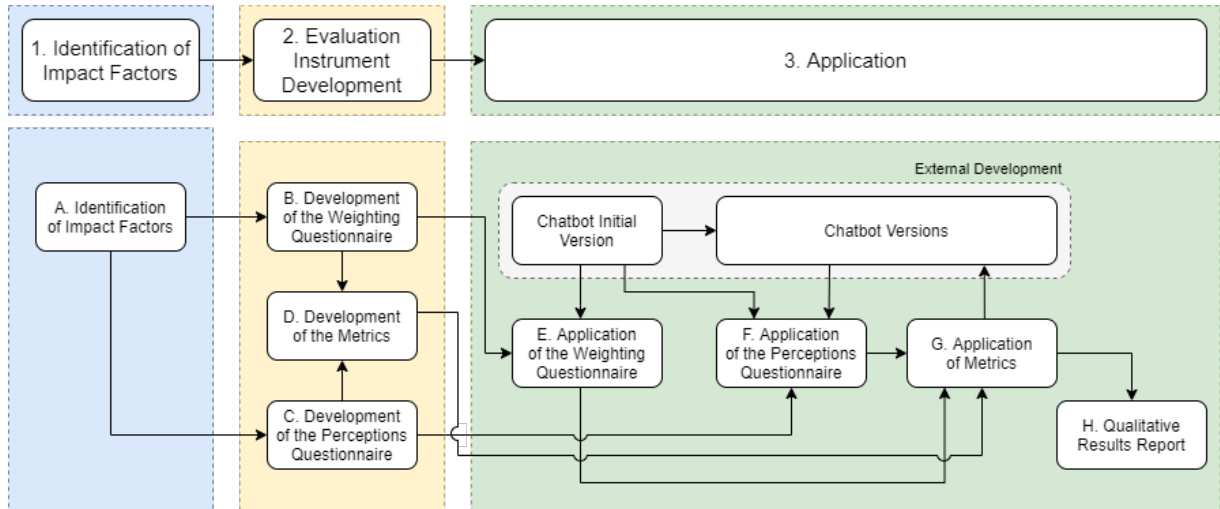 1. Identification of
Impact Factors
2. Evaluation
Instrument
Development
3. Application
External Development
A. Identification
of Impact Factors
B. Development
of the Weighting
Questionnaire
Chatbot Initial
Version
Chatbot Versions
D. Development
of the Metrics
E. Application
of the Weighting
Questionnaire
F. Application
of the Perceptions
Questionnaire
G. Application
of Metrics
C. Development
of the Perceptions
Questionnaire
H. Qualitative
Results Report